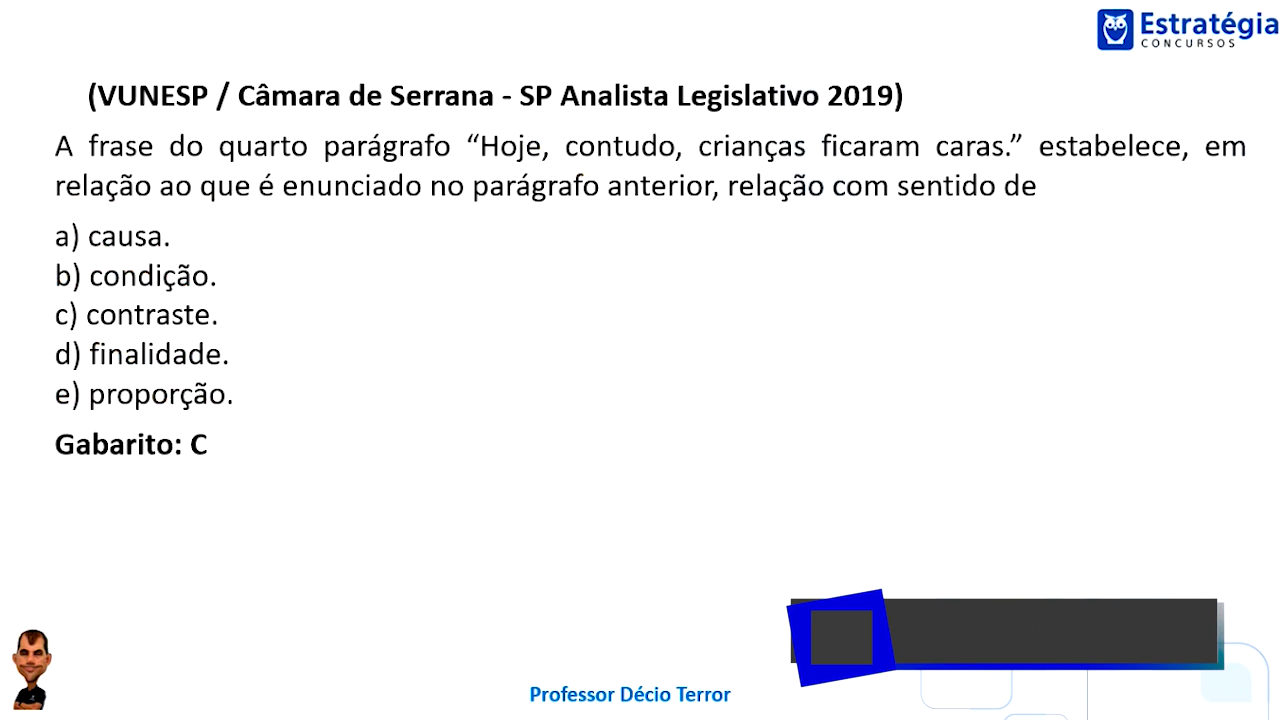 Estratégia
CONCURSOS
(VUNESP / Câmara de Serrana - SP Analista Legislativo 2019)
A frase do quarto parágrafo “Hoje, contudo, crianças ficaram caras.” estabelece, em
relação ao que é enunciado no parágrafo anterior, relação com sentido de
a) causa.
b) condição.
c) contraste.
d) finalidade.
e) proporção.
Gabarito: C
Professor Décio Terror